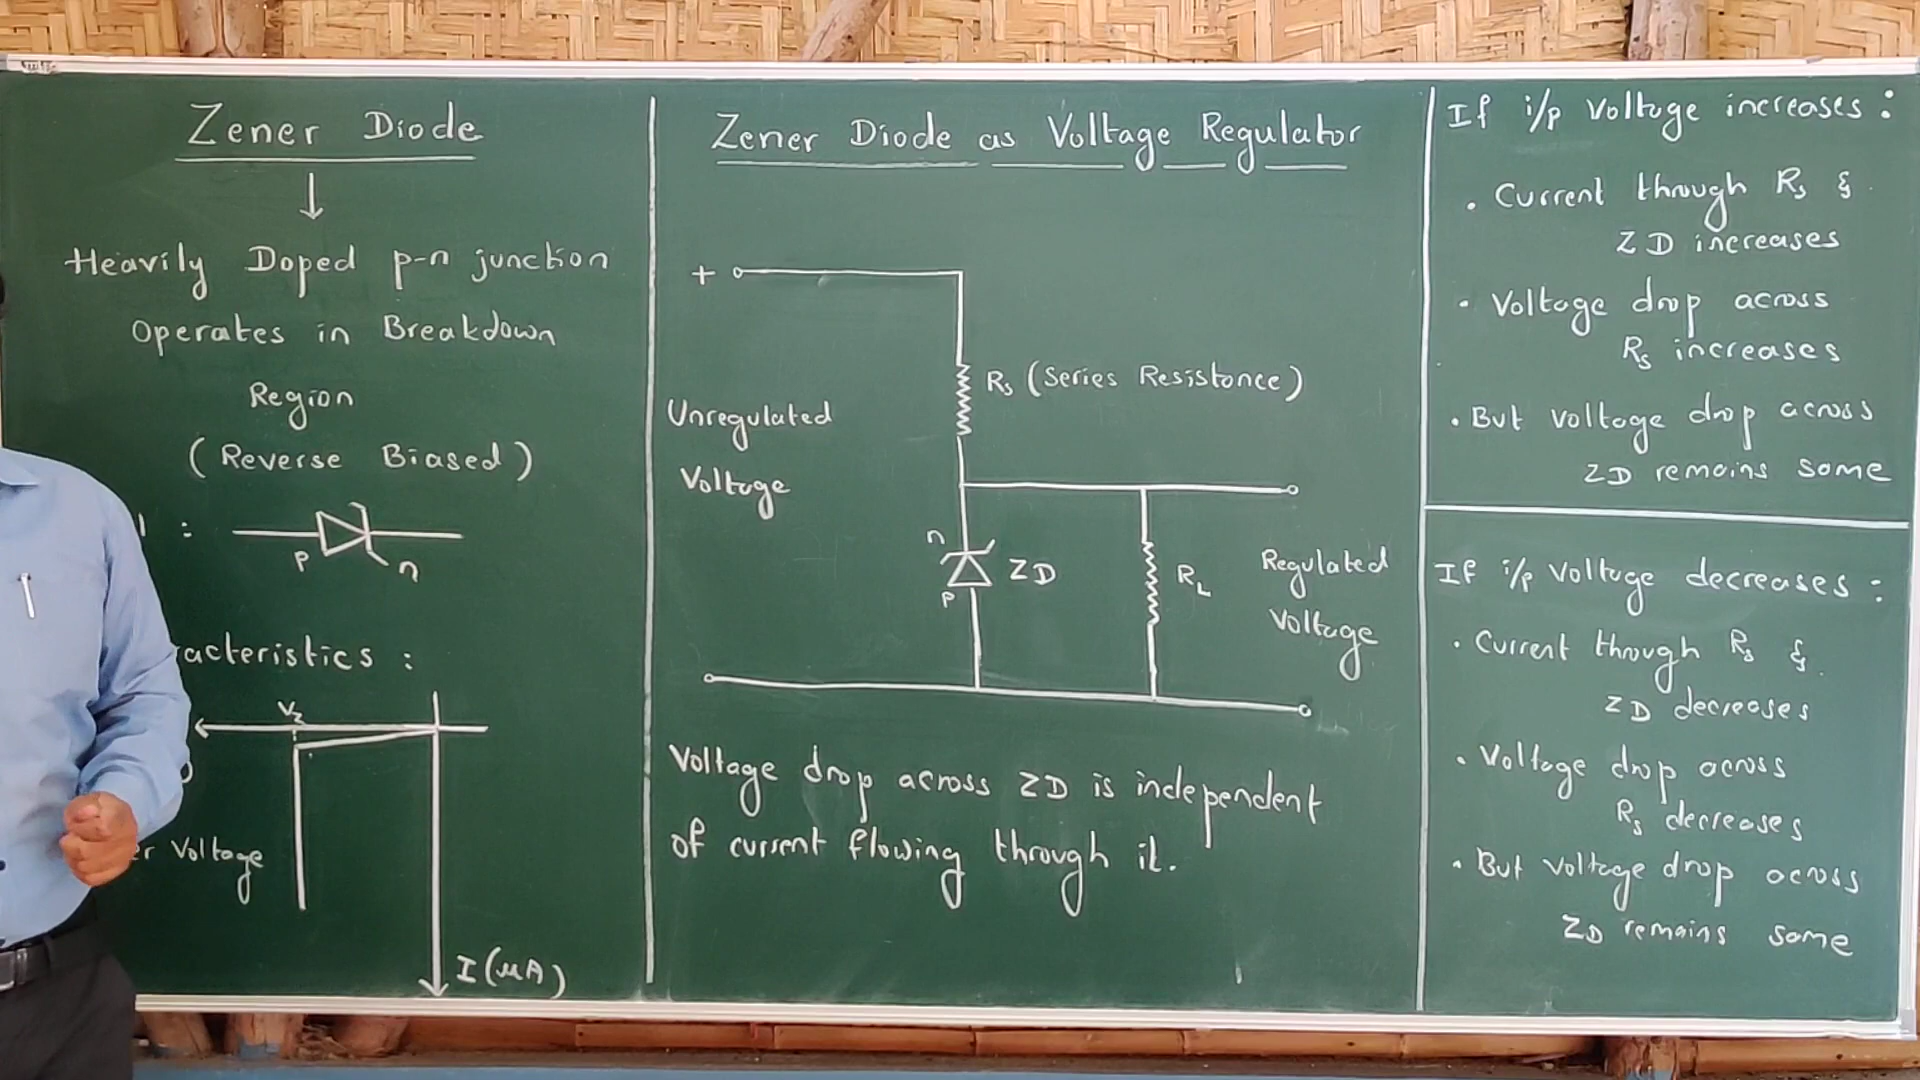 Zener Diode
↓
Heavily Doped p-n junction
Operates in Breakdown
Region
(Reverse Biased)
l :
p n
acteristics :
Vz
er Voltage
I(μA)
Zener Diode as Voltage Regulator
+
Rs (Series Resistance)
Unregulated
Voltage
n
ZD
p
RL
Regulated
Voltage
Voltage drop across ZD is independent
of current flowing through it.
If i/p Voltage increases :
• Current through Rs &
ZD increases
• Voltage drop across
Rs increases
• But voltage drop across
ZD remains same
If i/p Voltage decreases :
• Current through Rs &
ZD decreases
• Voltage drop across
Rs decreases
• But voltage drop across
ZD remains same